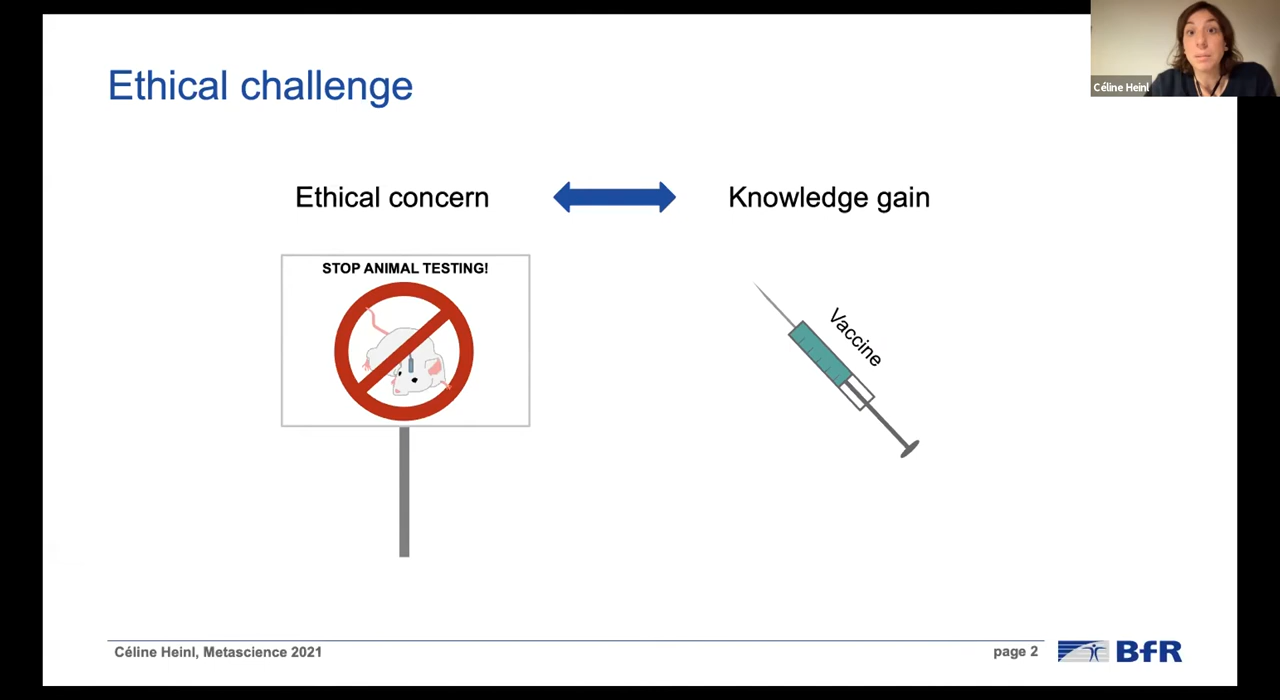 Céline Heinl
Ethical challenge
Ethical concern
Knowledge gain
STOP ANIMAL TESTING!
Vaccine
Céline Heinl, Metascience 2021
page 2
BfR